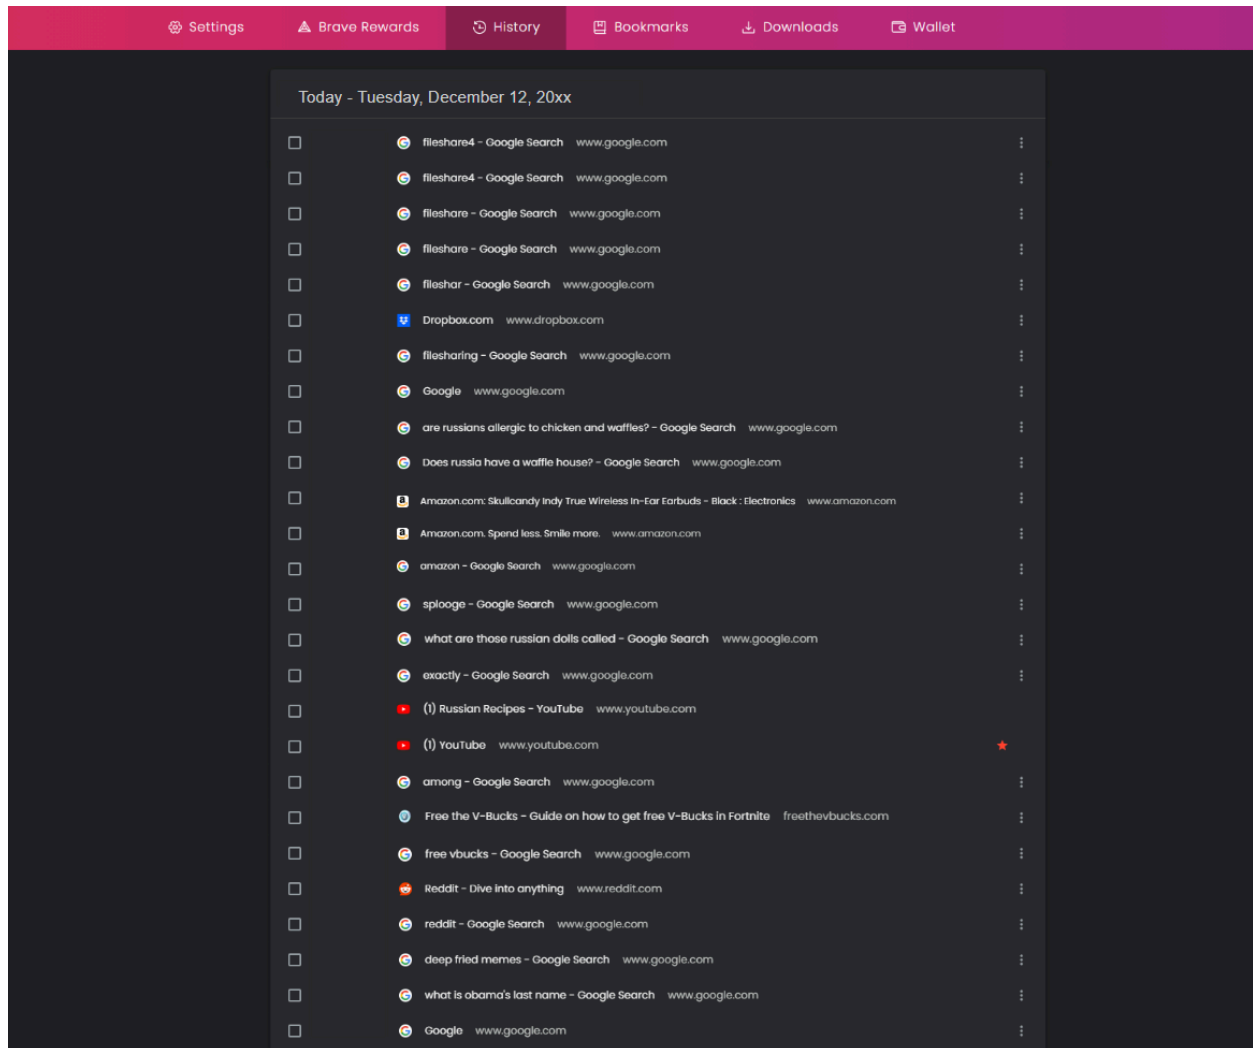 Settings Brave Rewards History Bookmarks Downloads Wallet
Today - Tuesday, December 12, 20xx
fileshare4 - Google Search www.google.com
fileshare4 - Google Search www.google.com
fileshare - Google Search www.google.com
fileshare - Google Search www.google.com
fileshar - Google Search www.google.com
Dropbox.com www.dropbox.com
filesharing - Google Search www.google.com
Google www.google.com
are russians allergic to chicken and waffles? - Google Search www.google.com
Does russia have a waffle house? - Google Search www.google.com
Amazon.com: Skullcandy Indy True Wireless In-Ear Earbuds - Black : Electronics www.amazon.com
Amazon.com. Spend less. Smile more. www.amazon.com
amazon - Google Search www.google.com
splooge - Google Search www.google.com
what are those russian dolls called - Google Search www.google.com
exactly - Google Search www.google.com
(1) Russian Recipes - YouTube www.youtube.com
(1) YouTube www.youtube.com
among - Google Search www.google.com
Free the V-Bucks - Guide on how to get free V-Bucks in Fortnite freethevbucks.com
free vbucks - Google Search www.google.com
Reddit - Dive into anything www.reddit.com
reddit - Google Search www.google.com
deep fried memes - Google Search www.google.com
what is obama's last name - Google Search www.google.com
Google www.google.com